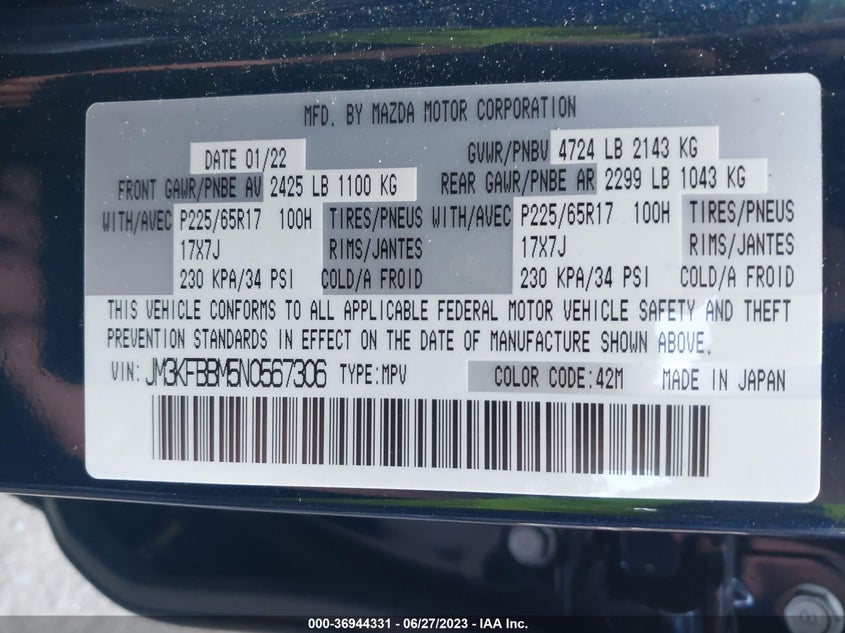 MFD. BY MAZDA MOTOR CORPORATION
DATE 01/22 GVWR/PNBV 4724 LB 2143 KG
FRONT GAWR/PNBE AV 2425 LB 1100 KG REAR GAWR/PNBE AR 2299 LB 1043 KG
WITH/AVEC P225/65R17 100H TIRES/PNEUS WITH/AVEC P225/65R17 100H TIRES/PNEUS
17X7J RIMS/JANTES 17X7J RIMS/JANTES
230 KPA/34 PSI COLD/A FROID 230 KPA/34 PSI COLD/A FROID
THIS VEHICLE CONFORMS TO ALL APPLICABLE FEDERAL MOTOR VEHICLE SAFETY AND THEFT
PREVENTION STANDARDS IN EFFECT ON THE DATE OF MANUFACTURE SHOWN ABOVE.
VIN: JM3KFBBM5N0567306 TYPE:MPV COLOR CODE:42M MADE IN JAPAN
000-36944331 - 06/27/2023 - IAA Inc.